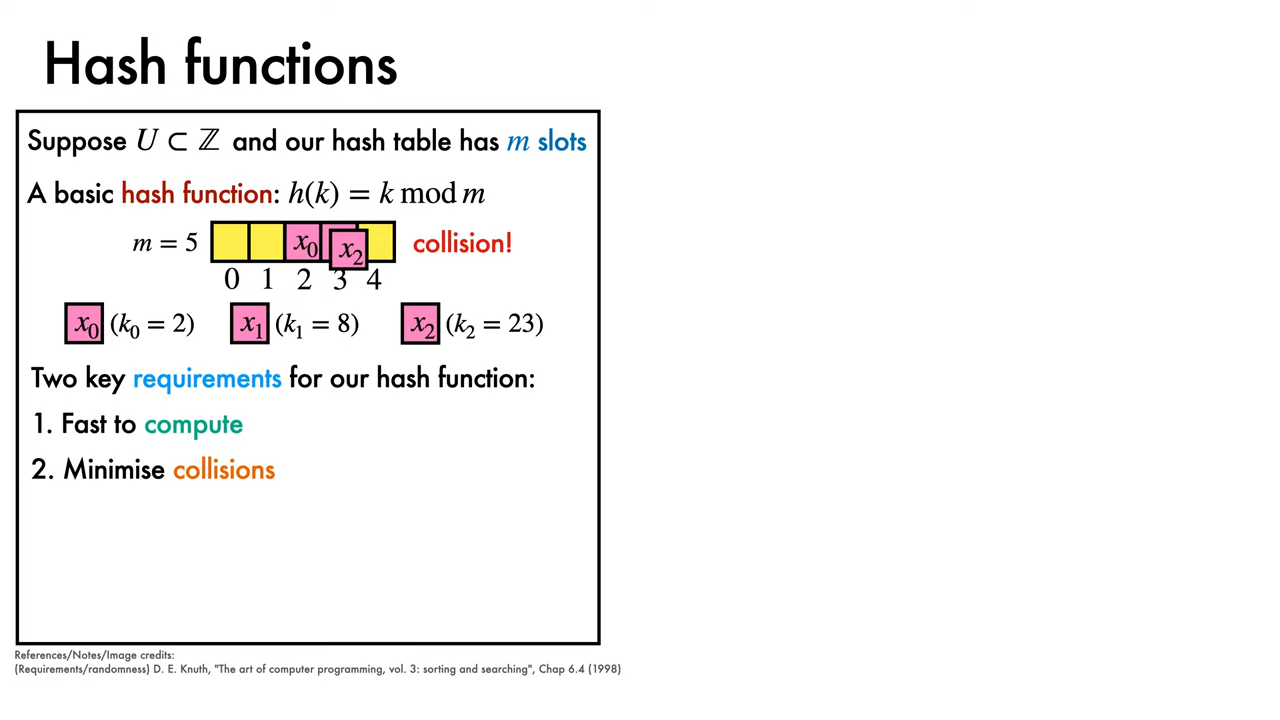 Hash functions
Suppose U ⊂ ℤ and our hash table has m slots
A basic hash function: h(k) = k mod m
m = 5 x₀ x₂ collision!
0 1 2 3 4
x₀ (k₀ = 2) x₁ (k₁ = 8) x₂ (k₂ = 23)
Two key requirements for our hash function:
1. Fast to compute
2. Minimise collisions
References/Notes/Image credits:
(Requirements/randomness) D. E. Knuth, "The art of computer programming, vol. 3: sorting and searching", Chap 6.4 (1998)